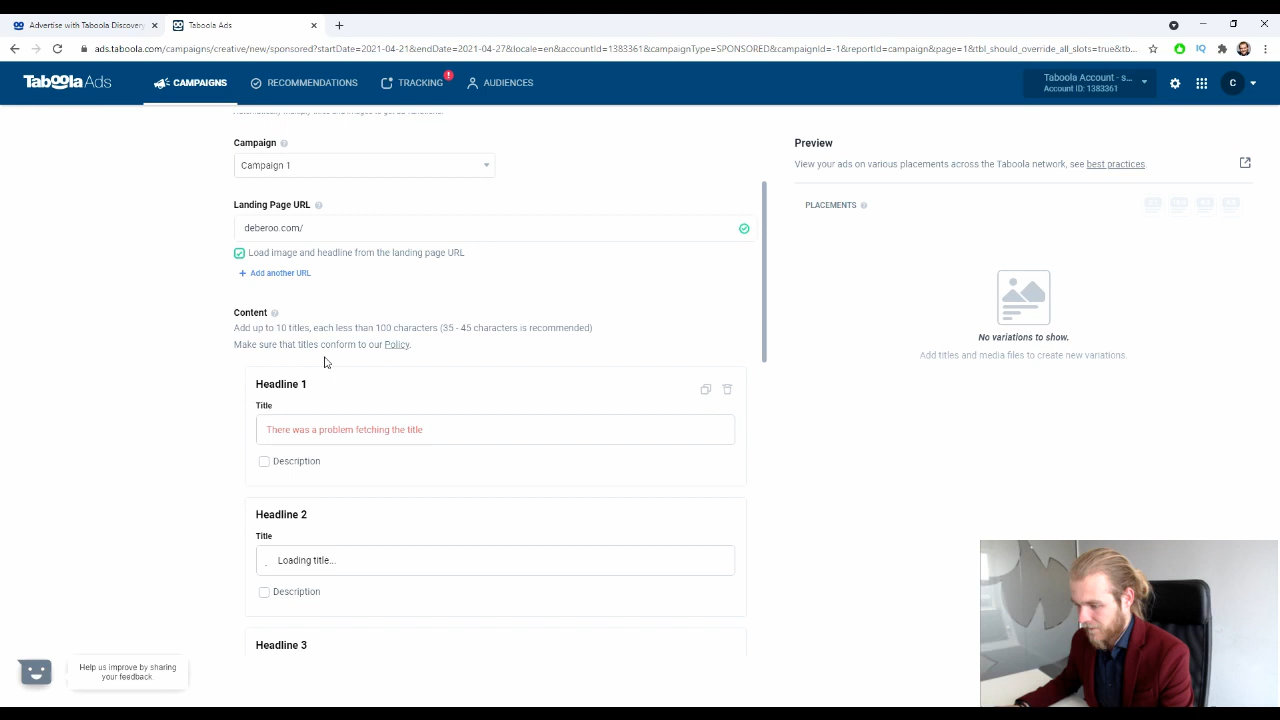 Advertise with Taboola Discovery
Taboola Ads
ads.taboola.com/campaigns/creative/new/sponsored?startDate=2021-04-21&endDate=2021-04-27&locale=en&accountId=1383361&campaignType=SPONSORED&campaignId=-1&reportId=campaign&page=1&tbl_should_override_all_slots=true&tb...
IQ
Taboola Ads
CAMPAIGNS
RECOMMENDATIONS
TRACKING
!
AUDIENCES
Taboola Account - s...
Account ID: 1383361
C
Campaign
Campaign 1
Landing Page URL
deberoo.com/
Load image and headline from the landing page URL
+ Add another URL
Content
Add up to 10 titles, each less than 100 characters (35 - 45 characters is recommended)
Make sure that titles conform to our Policy.
Headline 1
Title
There was a problem fetching the title
Description
Headline 2
Title
Loading title...
Description
Headline 3
Preview
View your ads on various placements across the Taboola network, see best practices.
PLACEMENTS
No variations to show.
Add titles and media files to create new variations.
Help us improve by sharing
your feedback.